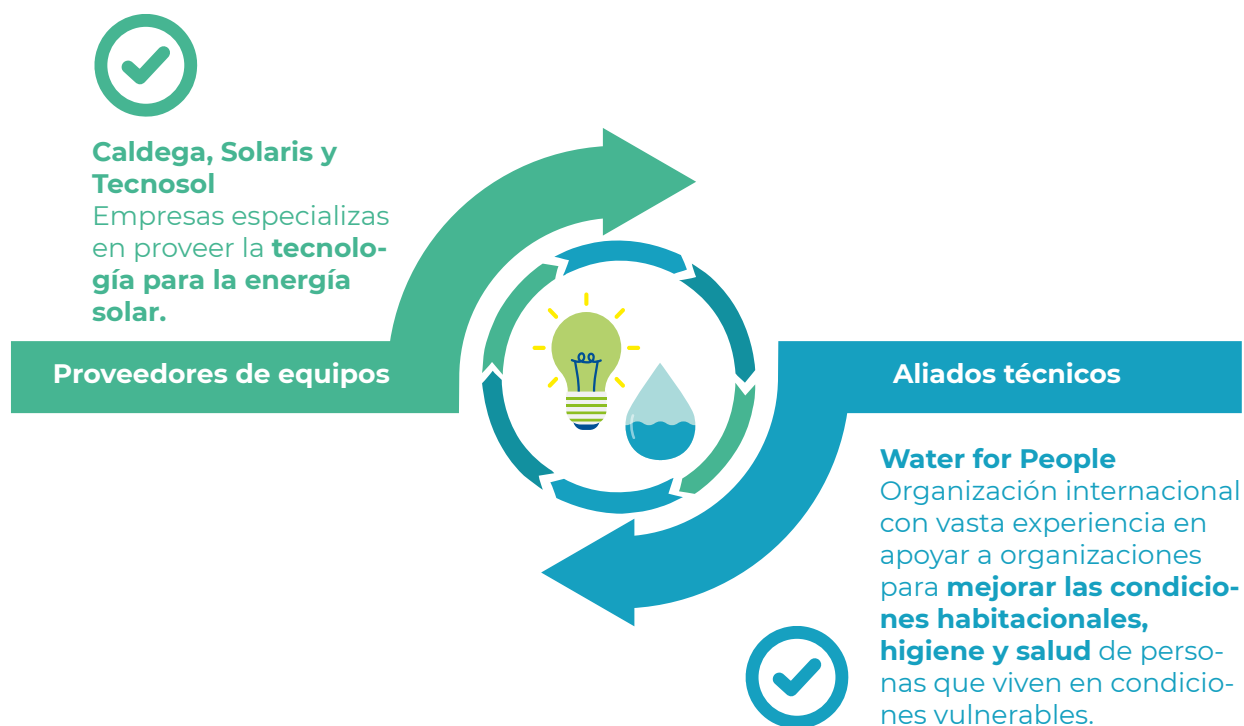 Caldega, Solaris y
Tecnosol
Empresas especializas
en proveer la tecnolo-
gía para la energía
solar.
Proveedores de equipos
Aliados técnicos
Water for People
Organización internacional
con vasta experiencia en
apoyar a organizaciones
para mejorar las condicio-
nes habitacionales,
higiene y salud de perso-
nas que viven en condicio-
nes vulnerables.